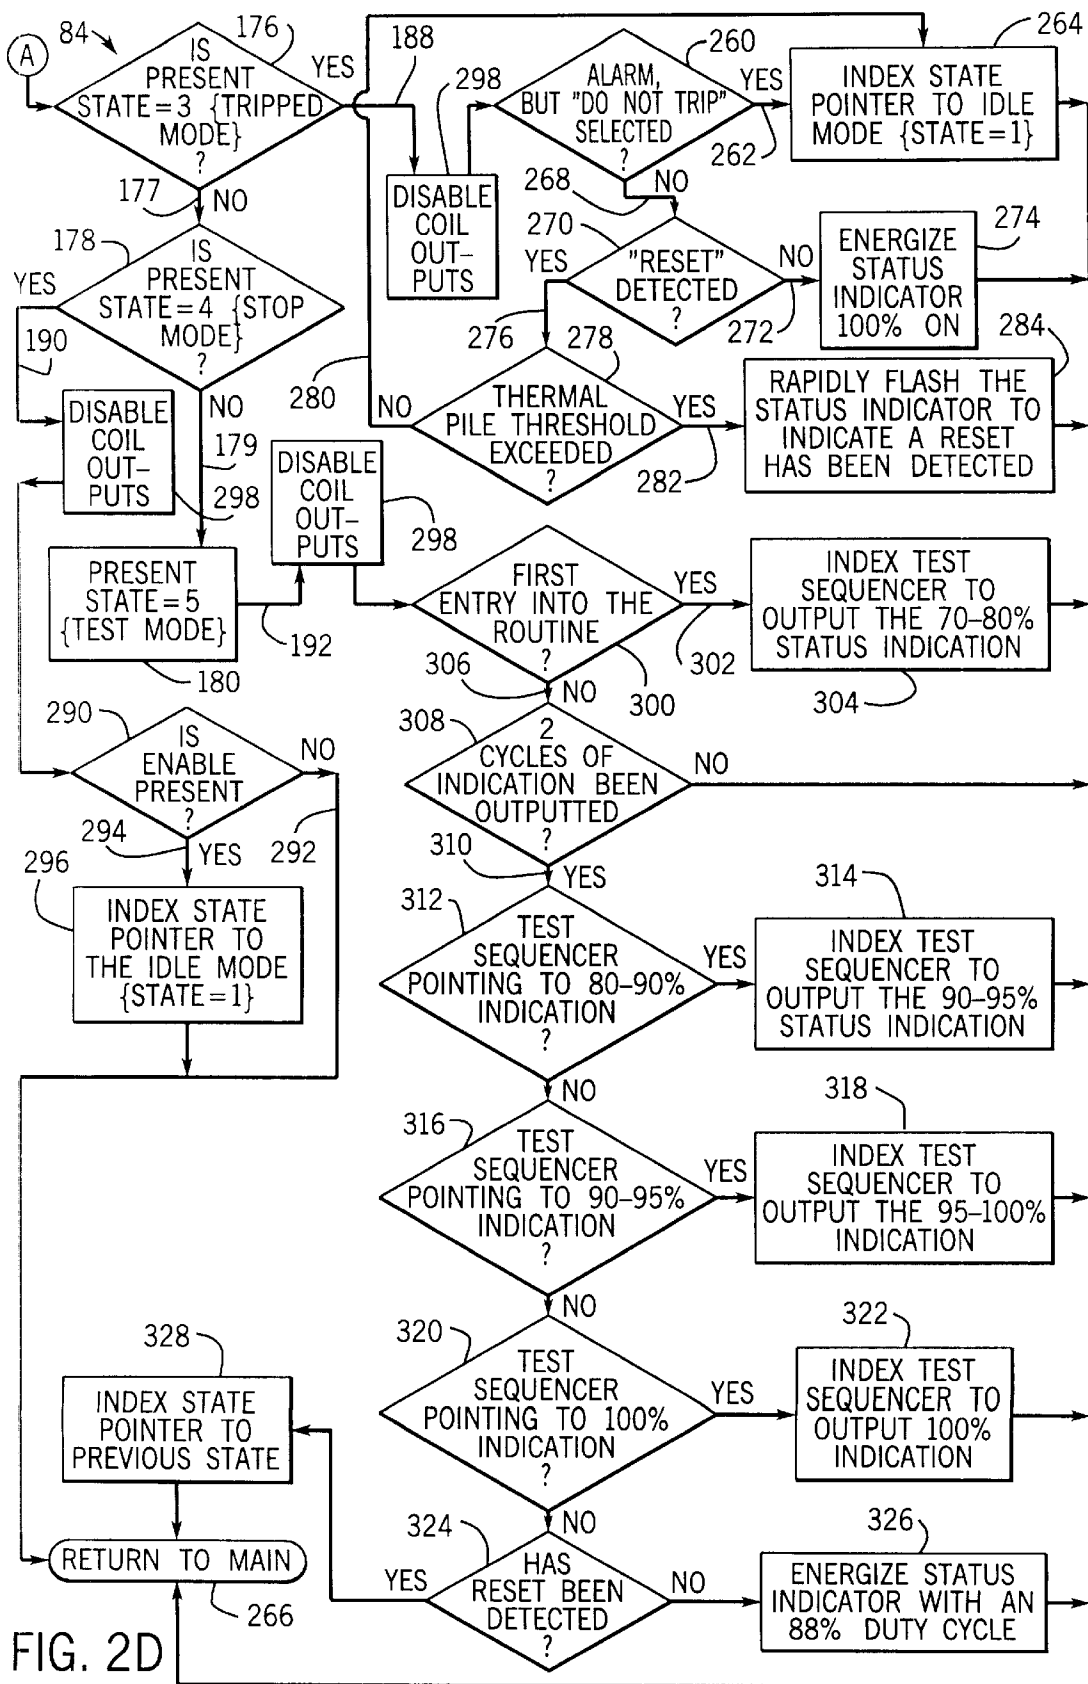 A
84
176
IS
PRESENT
STATE=3 {TRIPPED
MODE}
?
YES
188
177
NO
298
DISABLE
COIL
OUT-
PUTS
260
ALARM,
BUT "DO NOT TRIP"
SELECTED
?
YES
262
264
INDEX STATE
POINTER TO IDLE
MODE {STATE=1}
268
NO
270
"RESET"
DETECTED
?
YES
276
NO
272
274
ENERGIZE
STATUS
INDICATOR
100% ON
178
IS
PRESENT
STATE=4 {STOP
MODE}
?
YES
190
NO
179
DISABLE
COIL
OUT-
PUTS
298
280
278
THERMAL
PILE THRESHOLD
EXCEEDED
?
NO
YES
282
284
RAPIDLY FLASH THE
STATUS INDICATOR TO
INDICATE A RESET
HAS BEEN DETECTED
DISABLE
COIL
OUT-
PUTS
298
PRESENT
STATE=5
{TEST MODE}
180
192
FIRST
ENTRY INTO THE
ROUTINE
?
300
YES
302
INDEX TEST
SEQUENCER TO
OUTPUT THE 70-80%
STATUS INDICATION
304
306
NO
308
2
CYCLES OF
INDICATION BEEN
OUTPUTTED
?
NO
310
YES
290
IS
ENABLE
PRESENT
?
NO
292
294
YES
296
INDEX STATE
POINTER TO
THE IDLE MODE
{STATE=1}
312
TEST
SEQUENCER
POINTING TO 80-90%
INDICATION
?
YES
314
INDEX TEST
SEQUENCER TO
OUTPUT THE 90-95%
STATUS INDICATION
NO
316
TEST
SEQUENCER
POINTING TO 90-95%
INDICATION
?
YES
318
INDEX TEST
SEQUENCER TO
OUTPUT THE 95-100%
INDICATION
NO
320
TEST
SEQUENCER
POINTING TO 100%
INDICATION
?
YES
322
INDEX TEST
SEQUENCER TO
OUTPUT 100%
INDICATION
NO
324
HAS
RESET BEEN
DETECTED
?
YES
NO
326
ENERGIZE STATUS
INDICATOR WITH AN
88% DUTY CYCLE
328
INDEX STATE
POINTER TO
PREVIOUS STATE
RETURN TO MAIN
266
FIG. 2D